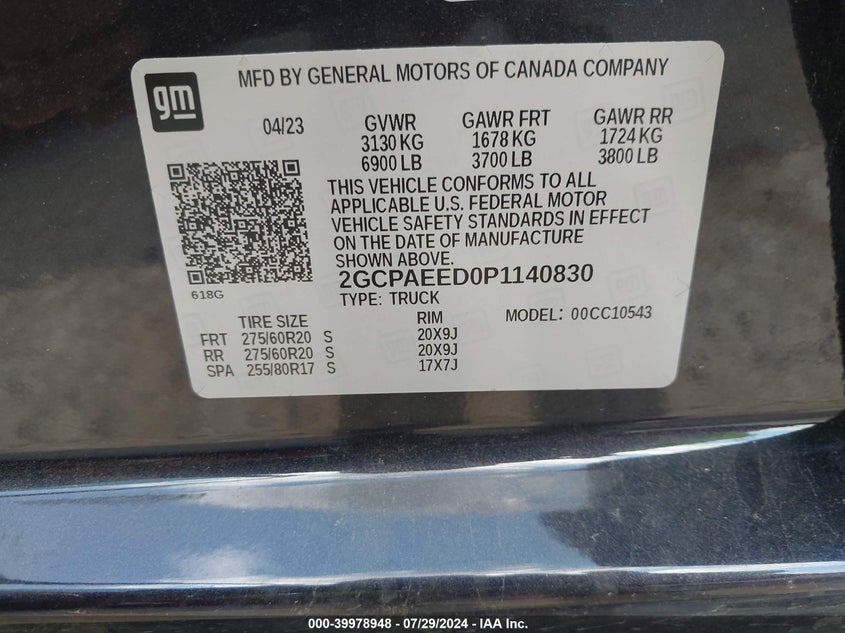 gm
MFD BY GENERAL MOTORS OF CANADA COMPANY
04/23 GVWR GAWR FRT GAWR RR
3130 KG 1678 KG 1724 KG
6900 LB 3700 LB 3800 LB
THIS VEHICLE CONFORMS TO ALL
APPLICABLE U.S. FEDERAL MOTOR
VEHICLE SAFETY STANDARDS IN EFFECT
ON THE DATE OF MANUFACTURE
SHOWN ABOVE.
618G
2GCPAEED0P1140830
TYPE: TRUCK
MODEL: 00CC10543
TIRE SIZE RIM
FRT 275/60R20 S 20X9J
RR 275/60R20 S 20X9J
SPA 255/80R17 S 17X7J
000-39978948 - 07/29/2024 - IAA Inc.